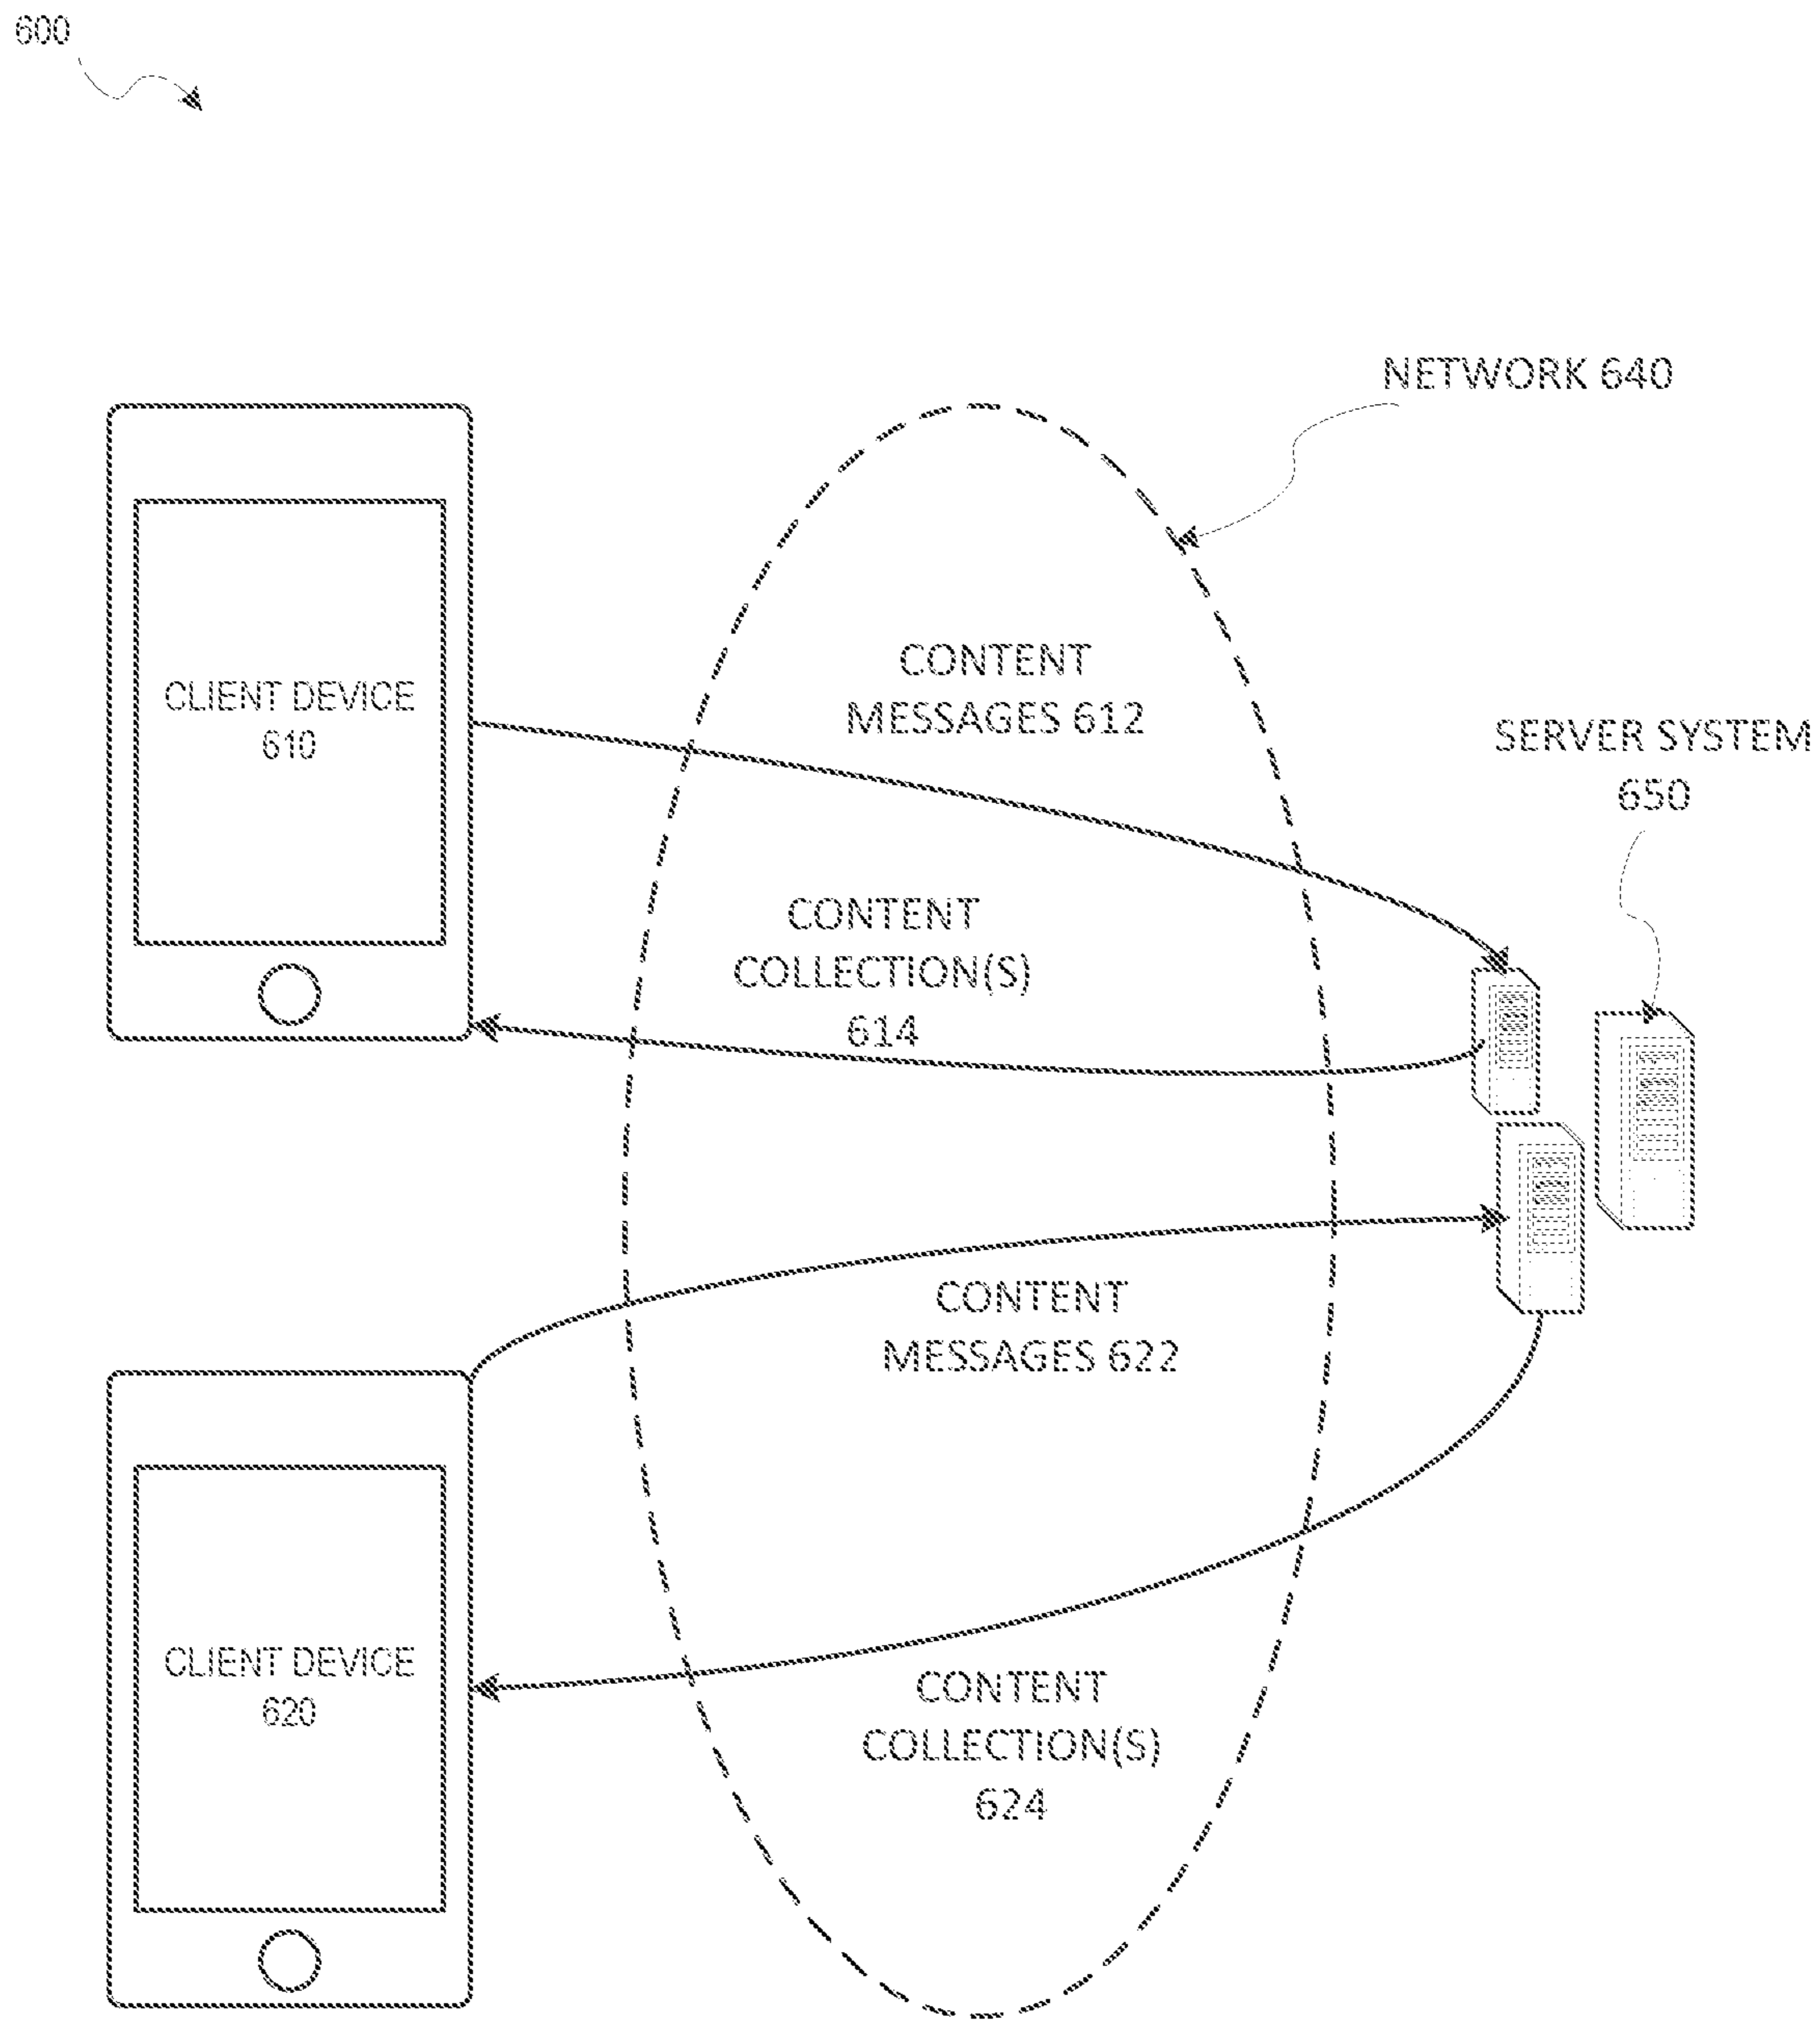 600
NETWORK 640
CLIENT DEVICE
610
CONTENT
MESSAGES 612
SERVER SYSTEM
650
CONTENT
COLLECTION(S)
614
CONTENT
MESSAGES 622
CLIENT DEVICE
620
CONTENT
COLLECTION(S)
624